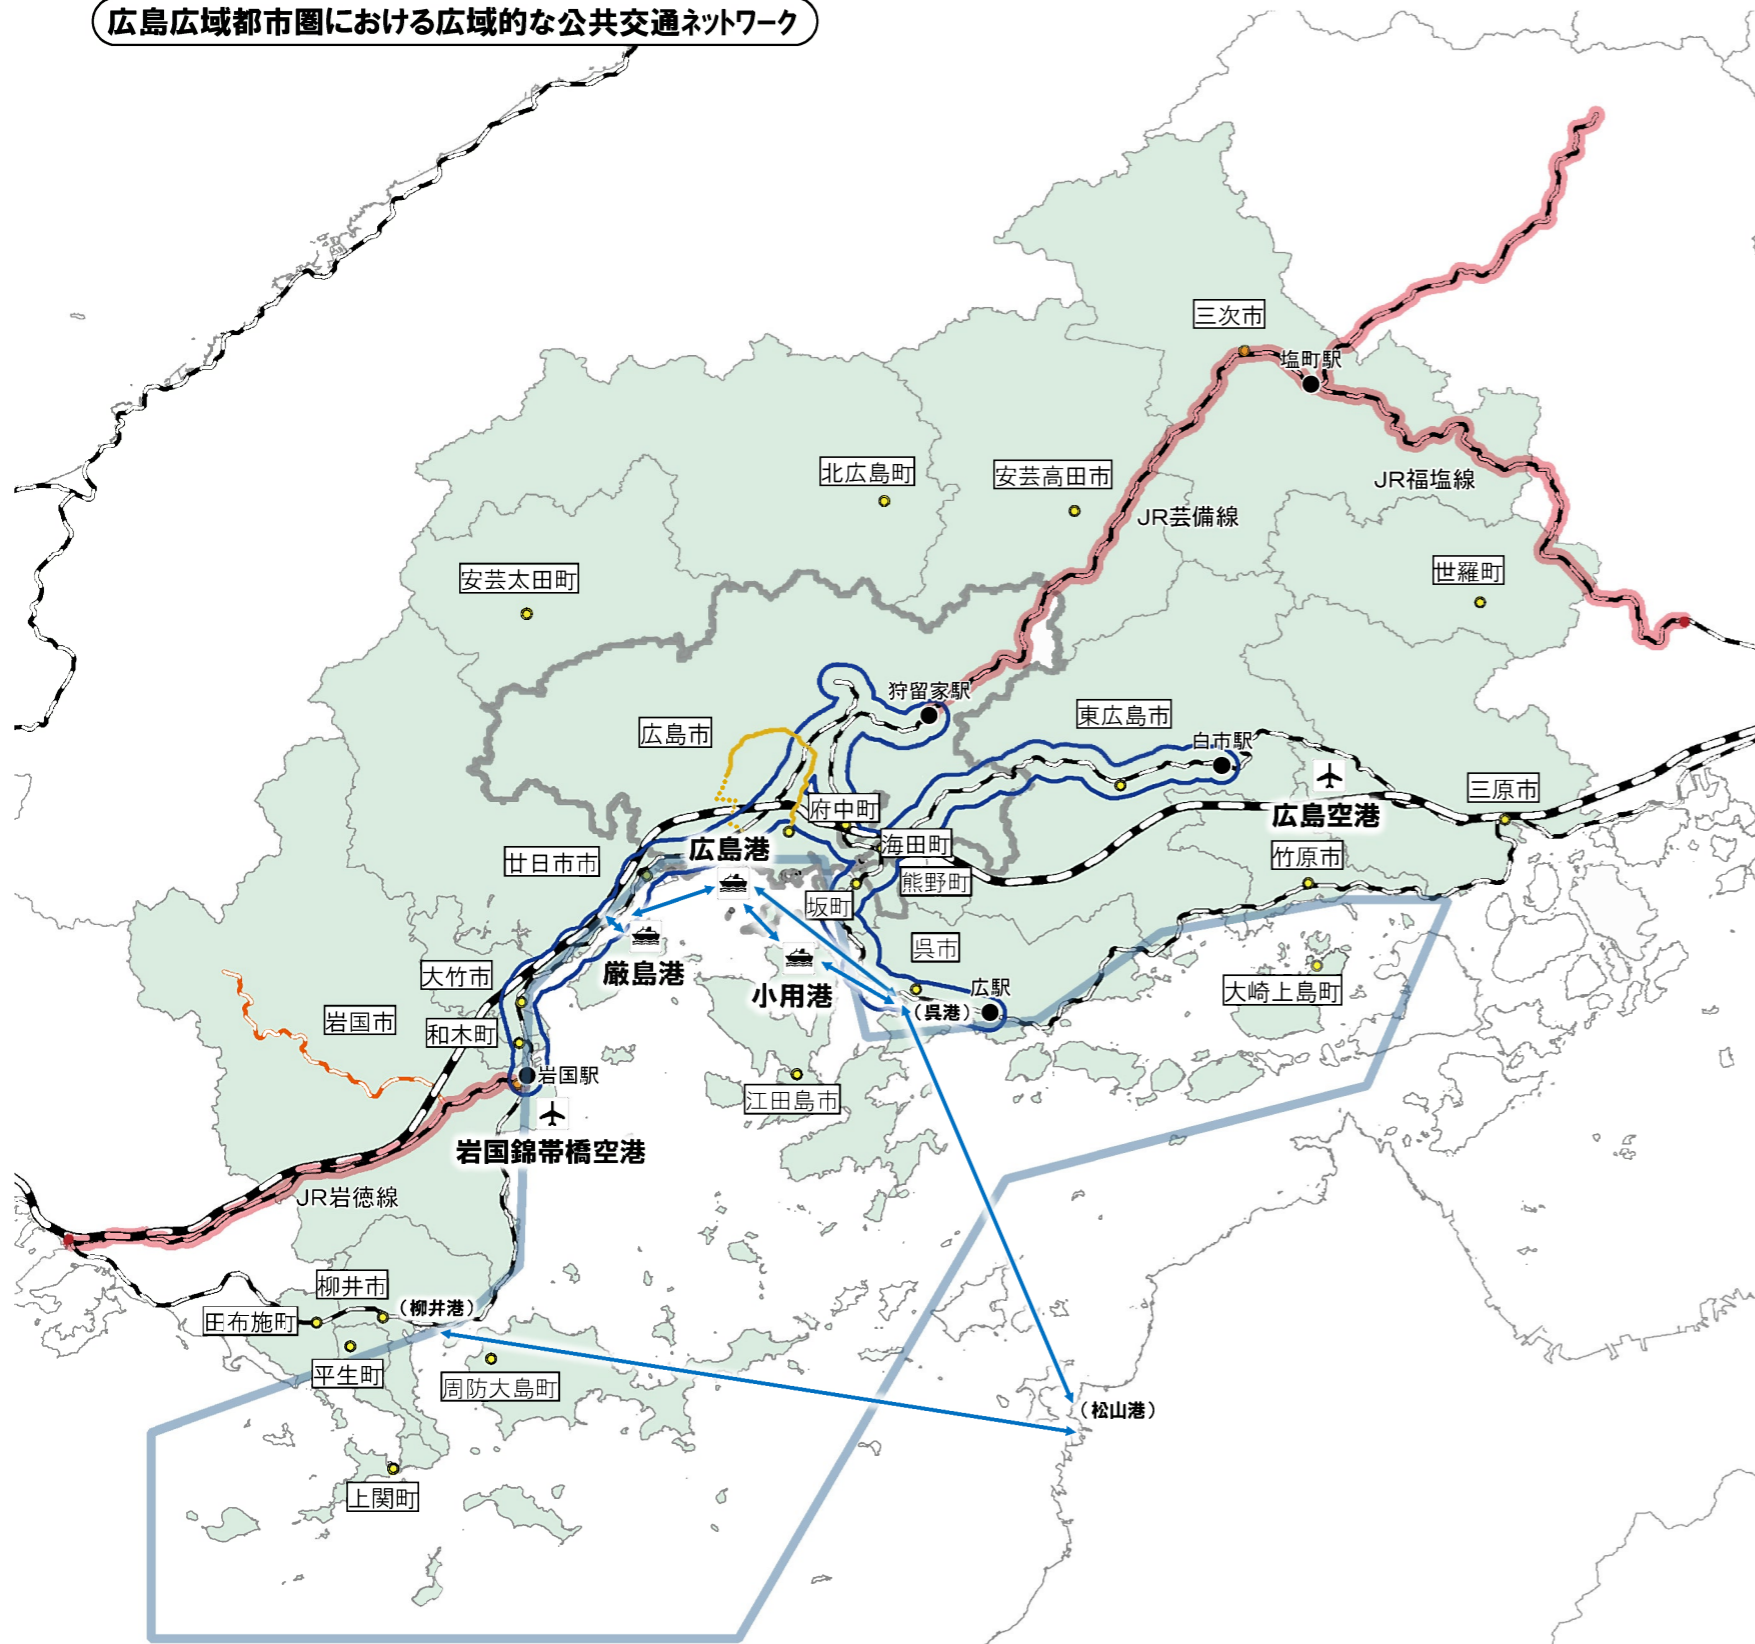 広島広域都市圏における広域的な公共交通ネットワーク
三次市
塩町駅
北広島町
安芸高田市
JR福塩線
JR芸備線
安芸太田町
世羅町
狩留家駅
東広島市
広島市
白市駅
三原市
府中町
広島空港
海田町
広島港
廿日市市
竹原市
熊野町
坂町
呉市
大竹市
厳島港
小用港
広駅
大崎上島町
(呉港)
岩国市
和木町
岩国駅
江田島市
岩国錦帯橋空港
JR岩徳線
柳井市
(柳井港)
田布施町
平生町
周防大島町
(松山港)
上関町